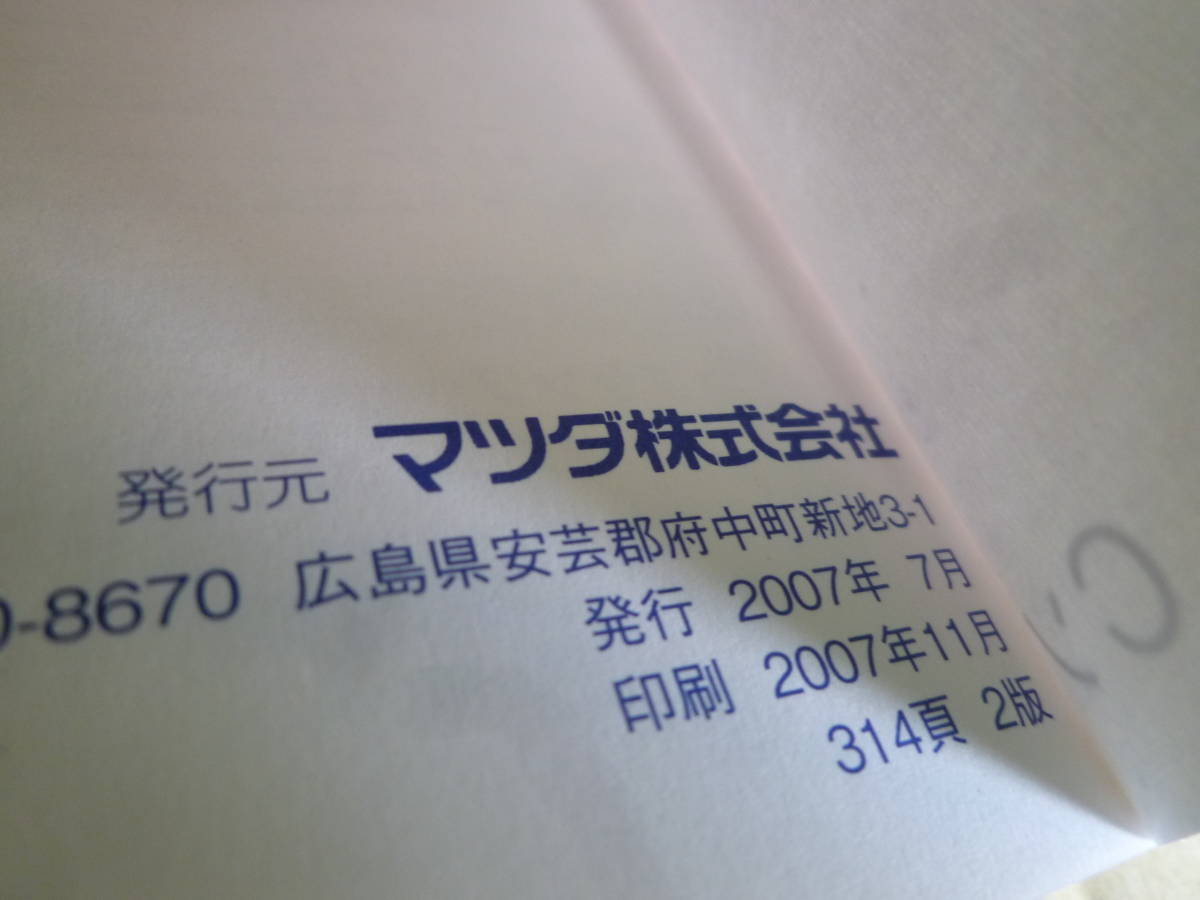 発行元 マツダ株式会社
0-8670 広島県安芸郡府中町新地3-1
発行 2007年 7月
印刷 2007年11月
314頁 2版